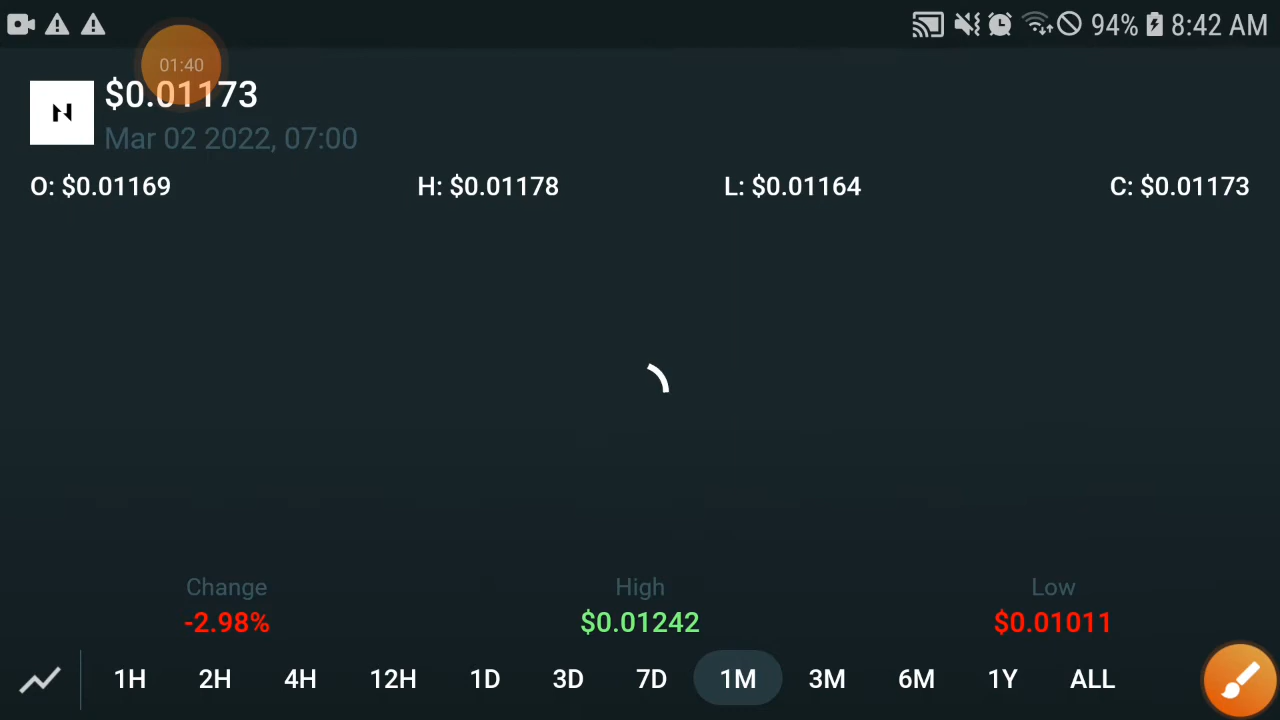 94% 8:42 AM
01:40
$0.01173
Mar 02 2022, 07:00
O: $0.01169 H: $0.01178 L: $0.01164 C: $0.01173
Change High Low
-2.98% $0.01242 $0.01011
1H 2H 4H 12H 1D 3D 7D 1M 3M 6M 1Y ALL